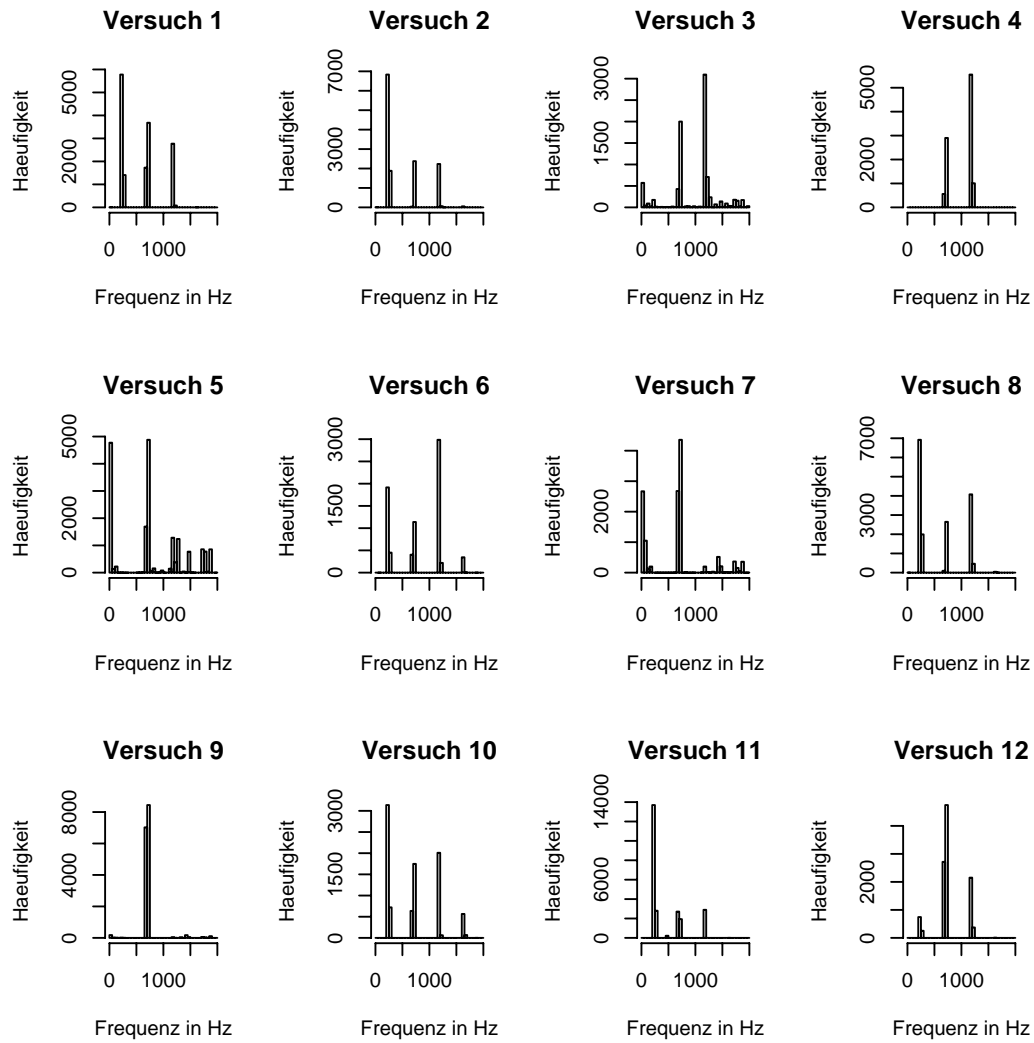 Versuch 1
Haeufigkeit
0 2000 5000
0 1000
Frequenz in Hz
Versuch 2
Haeufigkeit
0 3000 7000
0 1000
Frequenz in Hz
Versuch 3
Haeufigkeit
0 1500 3000
0 1000
Frequenz in Hz
Versuch 4
Haeufigkeit
0 2000 5000
0 1000
Frequenz in Hz
Versuch 5
Haeufigkeit
0 2000 5000
0 1000
Frequenz in Hz
Versuch 6
Haeufigkeit
0 1500 3000
0 1000
Frequenz in Hz
Versuch 7
Haeufigkeit
0 2000
0 1000
Frequenz in Hz
Versuch 8
Haeufigkeit
0 3000 7000
0 1000
Frequenz in Hz
Versuch 9
Haeufigkeit
0 4000 8000
0 1000
Frequenz in Hz
Versuch 10
Haeufigkeit
0 1500 3000
0 1000
Frequenz in Hz
Versuch 11
Haeufigkeit
0 6000 14000
0 1000
Frequenz in Hz
Versuch 12
Haeufigkeit
0 2000
0 1000
Frequenz in Hz